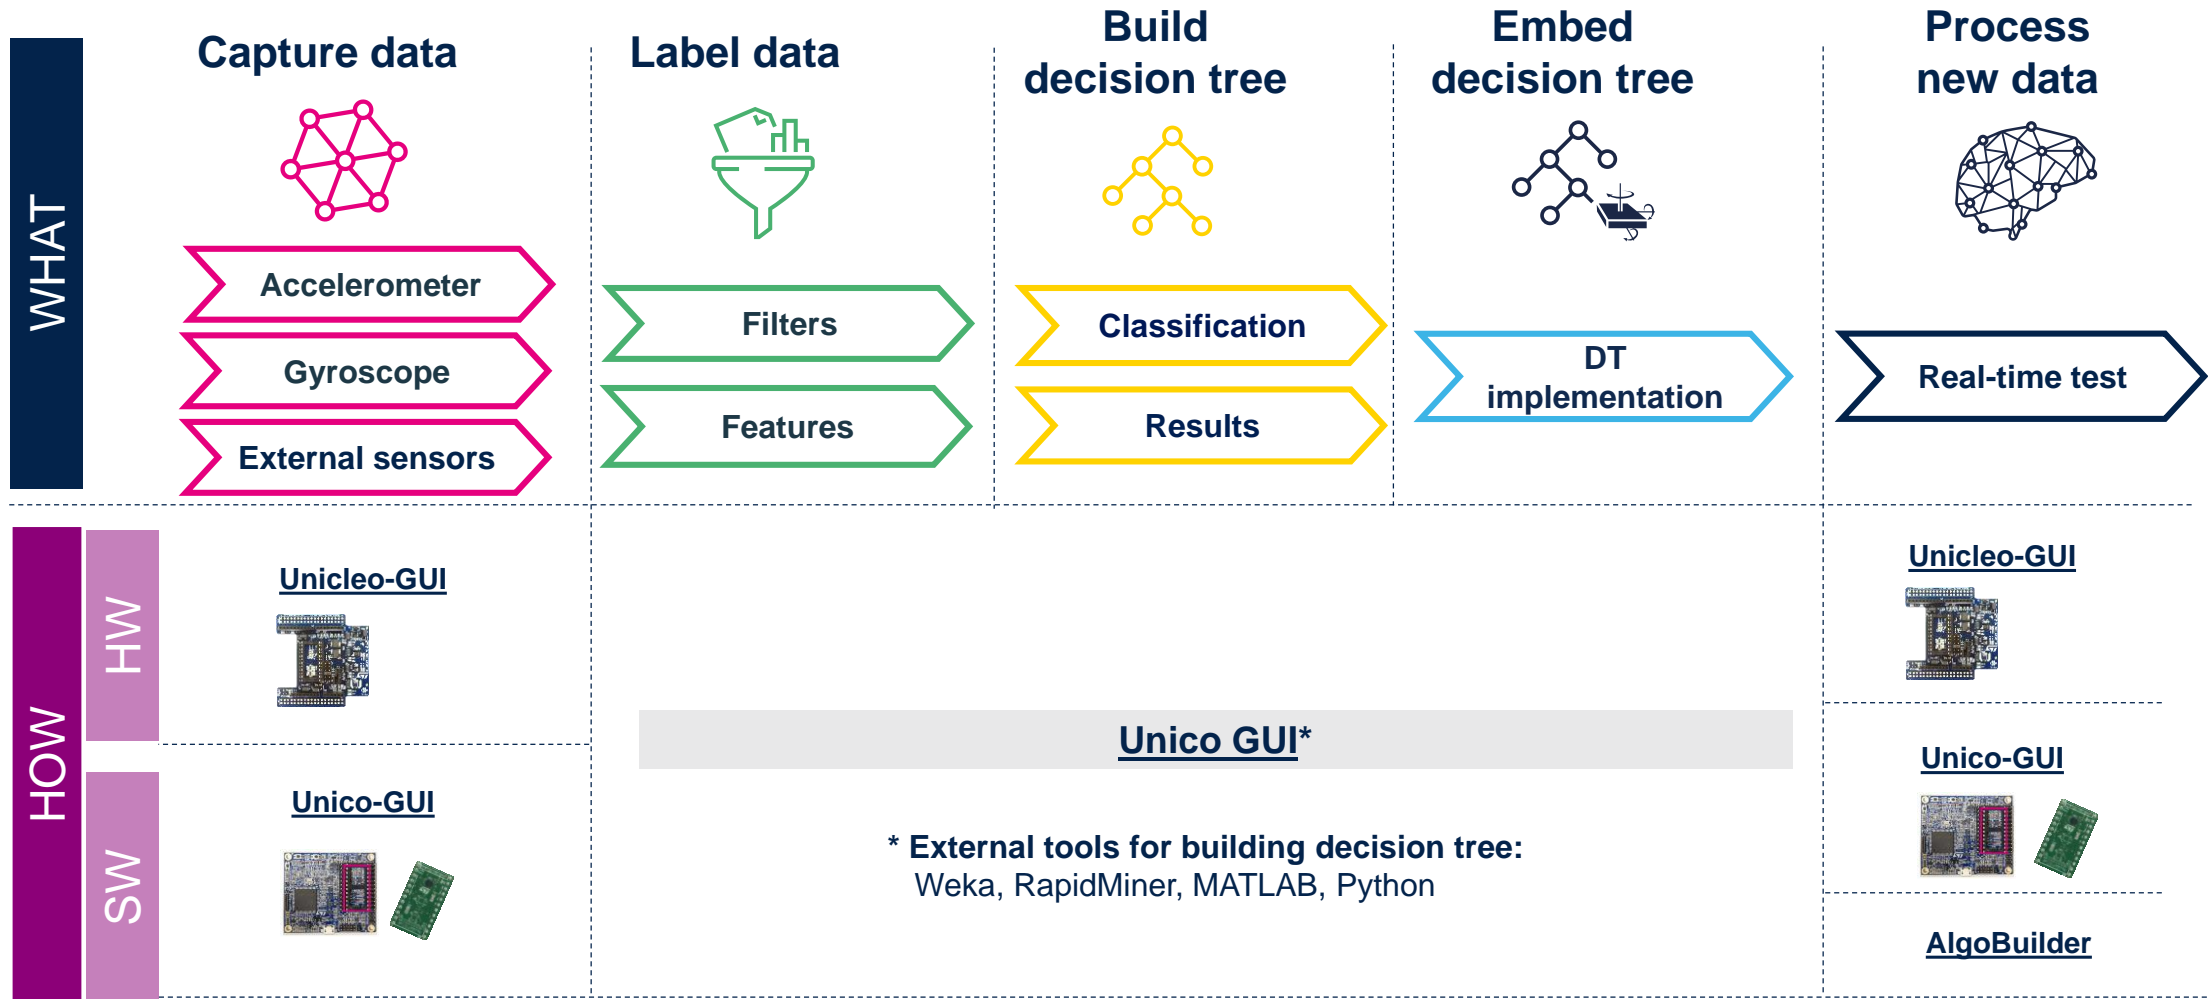 WHAT
Capture data
Accelerometer
Gyroscope
External sensors
Label data
Filters
Features
Build
decision tree
Classification
Results
Embed
decision tree
DT
implementation
Process
new data
Real-time test
HOW
HW
SW
Unicleo-GUI
Unico-GUI
Unico GUI*
* External tools for building decision tree:
Weka, RapidMiner, MATLAB, Python
Unicleo-GUI
Unico-GUI
AlgoBuilder